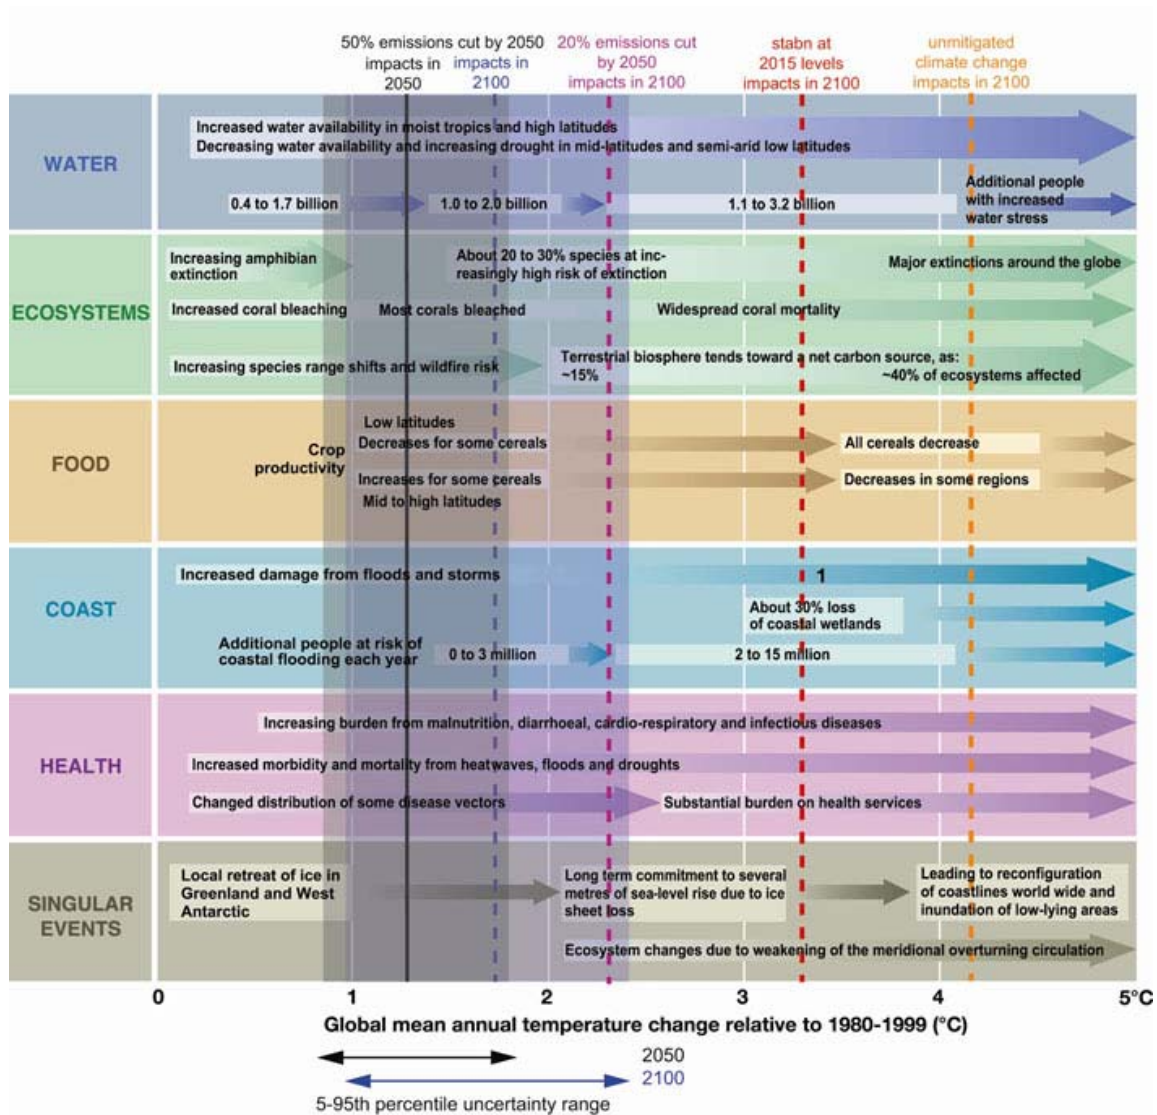 50% emissions cut by 2050
impacts in
2050
impacts in
2100
20% emissions cut
by 2050
impacts in 2100
stabn at
2015 levels
impacts in 2100
unmitigated
climate change
impacts in 2100
WATER
Increased water availability in moist tropics and high latitudes
Decreasing water availability and increasing drought in mid-latitudes and semi-arid low latitudes
0.4 to 1.7 billion
1.0 to 2.0 billion
1.1 to 3.2 billion
Additional people
with increased
water stress
ECOSYSTEMS
Increasing amphibian
extinction
About 20 to 30% species at inc-
reasingly high risk of extinction
Major extinctions around the globe
Increased coral bleaching
Most corals bleached
Widespread coral mortality
Increasing species range shifts and wildfire risk
Terrestrial biosphere tends toward a net carbon source, as:
~15%
~40% of ecosystems affected
FOOD
Crop
productivity
Low latitudes
Decreases for some cereals
All cereals decrease
Increases for some cereals
Decreases in some regions
Mid to high latitudes
COAST
Increased damage from floods and storms
1
About 30% loss
of coastal wetlands
Additional people at risk of
coastal flooding each year
0 to 3 million
2 to 15 million
HEALTH
Increasing burden from malnutrition, diarrhoeal, cardio-respiratory and infectious diseases
Increased morbidity and mortality from heatwaves, floods and droughts
Changed distribution of some disease vectors
Substantial burden on health services
SINGULAR
EVENTS
Local retreat of ice in
Greenland and West
Antarctic
Long term commitment to several
metres of sea-level rise due to ice
sheet loss
Leading to reconfiguration
of coastlines world wide and
inundation of low-lying areas
Ecosystem changes due to weakening of the meridional overturning circulation
0 1 2 3 4 5°C
Global mean annual temperature change relative to 1980-1999 (°C)
2050
2100
5-95th percentile uncertainty range